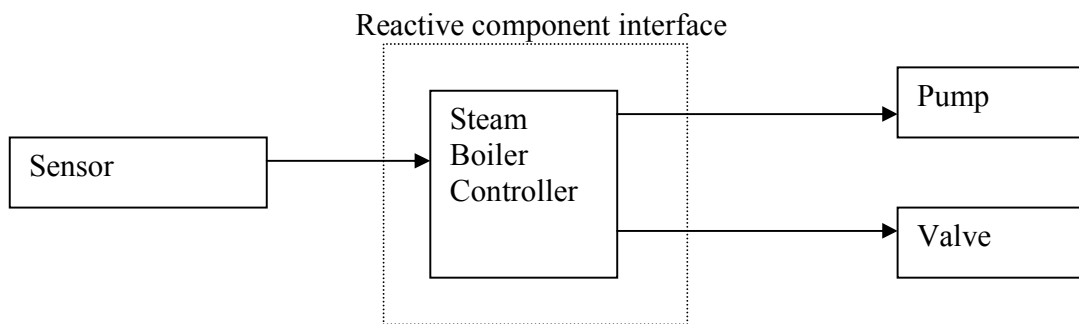 Reactive component interface
Sensor
Steam
Boiler
Controller
Pump
Valve